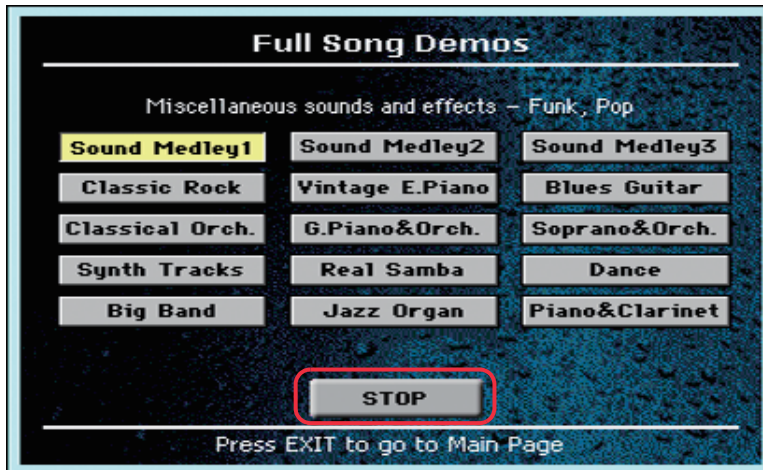 Full Song Demos
Miscellaneous sounds and effects – Funk, Pop
Sound Medley1 Sound Medley2 Sound Medley3
Classic Rock Vintage E.Piano Blues Guitar
Classical Orch. G.Piano&Orch. Soprano&Orch.
Synth Tracks Real Samba Dance
Big Band Jazz Organ Piano&Clarinet
STOP
Press EXIT to go to Main Page